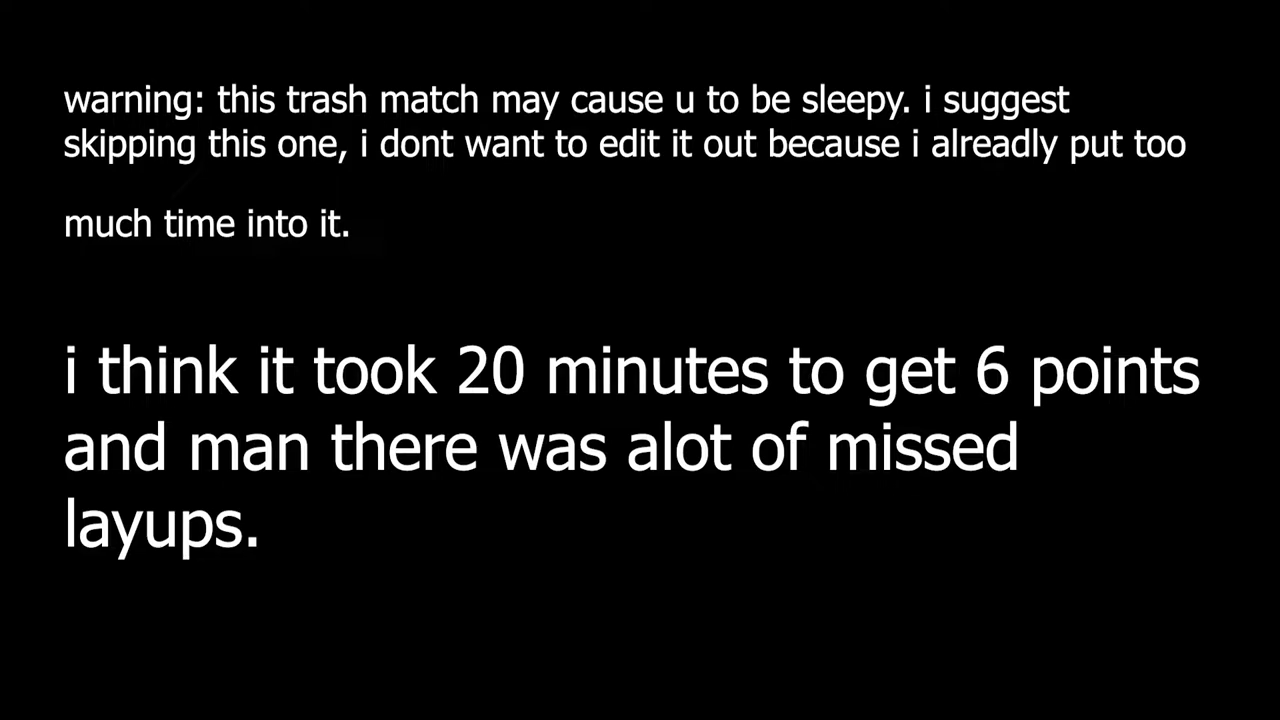 warning: this trash match may cause u to be sleepy. i suggest
skipping this one, i dont want to edit it out because i alreadly put too
much time into it.
i think it took 20 minutes to get 6 points
and man there was alot of missed
layups.